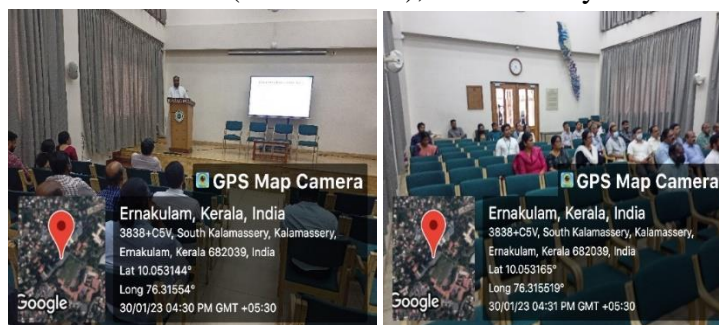 GPS Map Camera
Ernakulam, Kerala, India
3838+C5V, South Kalamassery, Kalamassery,
Ernakulam, Kerala 682039, India
Lat 10.053144°
Long 76.31554°
30/01/23 04:30 PM GMT +05:30
Google
GPS Map Camera
Ernakulam, Kerala, India
3838+C5V, South Kalamassery, Kalamassery,
Ernakulam, Kerala 682039, India
Lat 10.053165°
Long 76.315519°
30/01/23 04:31 PM GMT +05:30
Google